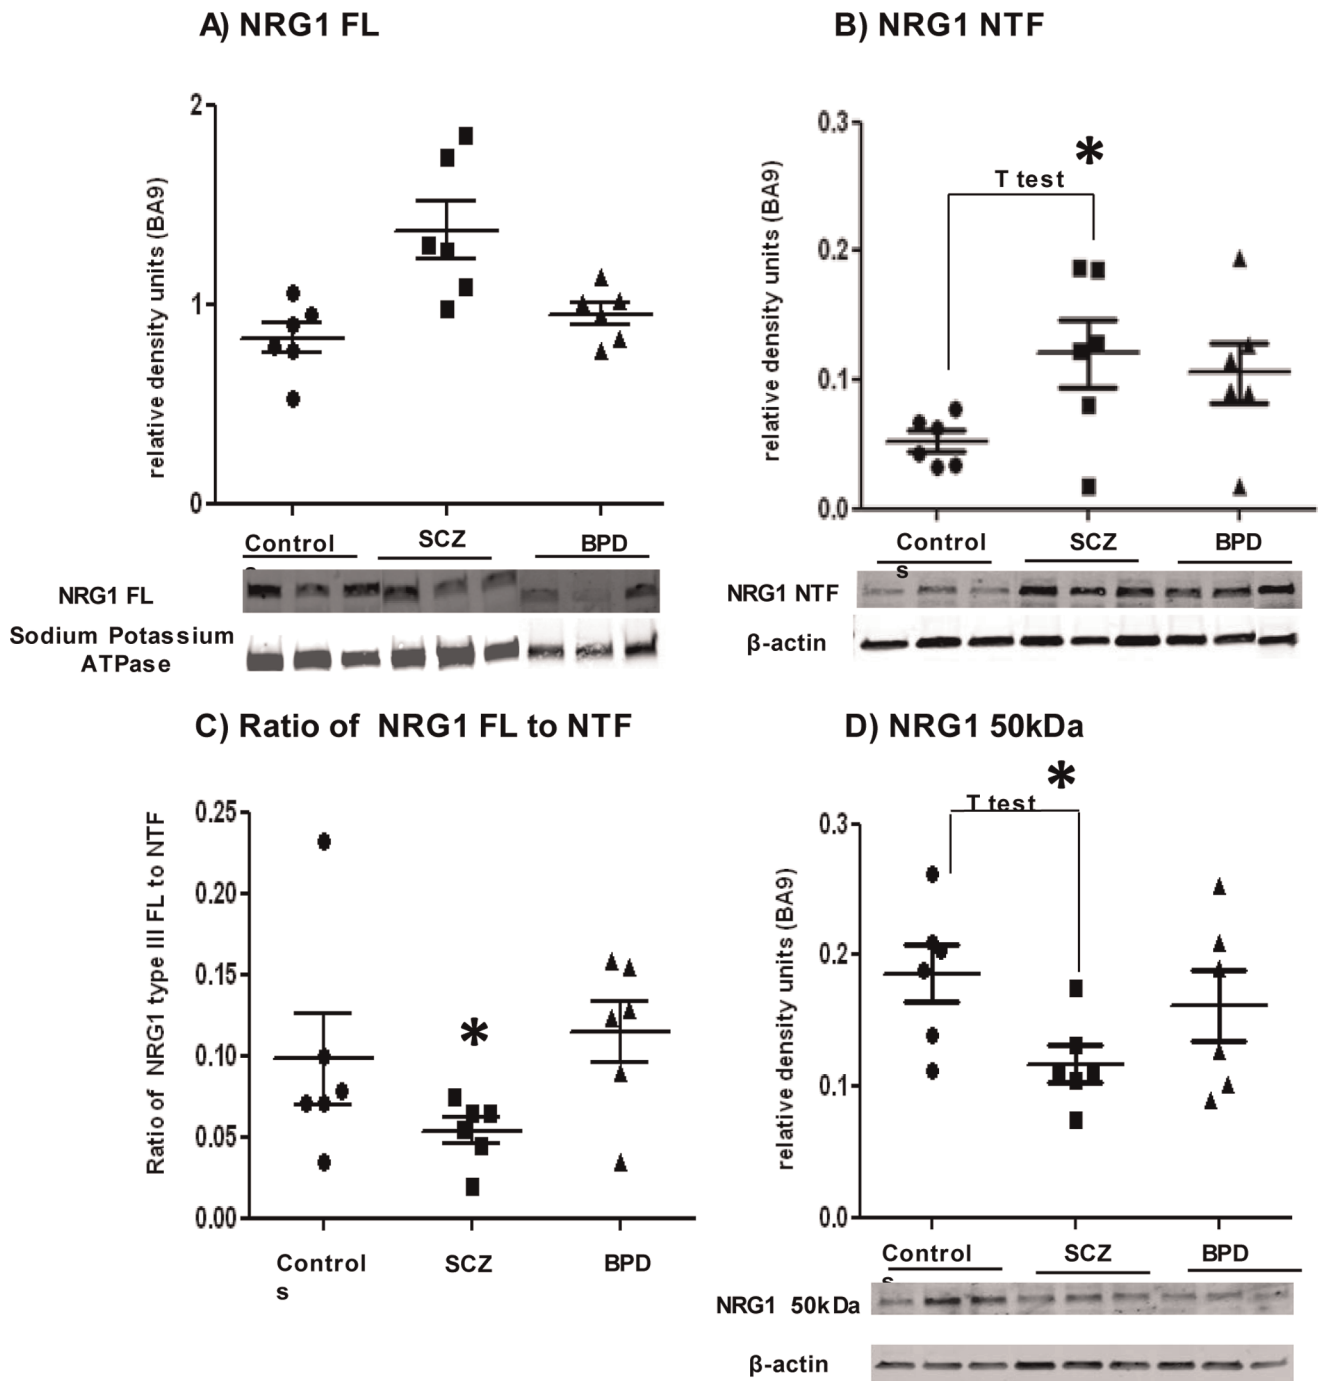 A) NRG1 FL
B) NRG1 NTF
relative density units (BA9)
2
1
0
relative density units (BA9)
0.3
0.2
0.1
0.0
*
T test
Control
SCZ
BPD
NRG1 FL
Sodium Potassium
ATPase
Control
s
SCZ
BPD
NRG1 NTF
β-actin
C) Ratio of NRG1 FL to NTF
D) NRG1 50kDa
Ratio of NRG1 type III FL to NTF
0.25
0.20
0.15
0.10
0.05
0.00
*
Control
s
SCZ
BPD
relative density units (BA9)
0.3
0.2
0.1
0.0
*
T test
Control
SCZ
BPD
NRG1 50kDa
β-actin